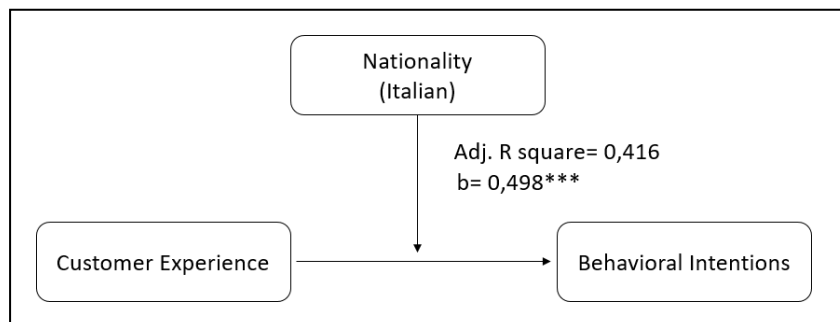 Nationality
(Italian)
Adj. R square= 0,416
b= 0,498***
Customer Experience
Behavioral Intentions